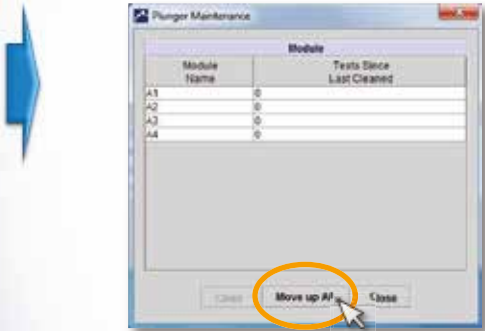 Plunger Maintenance
Module
Module Name
Tests Since Last Cleaned
A1 0
A2 0
A3 0
A4 0
Clean Move up All Close